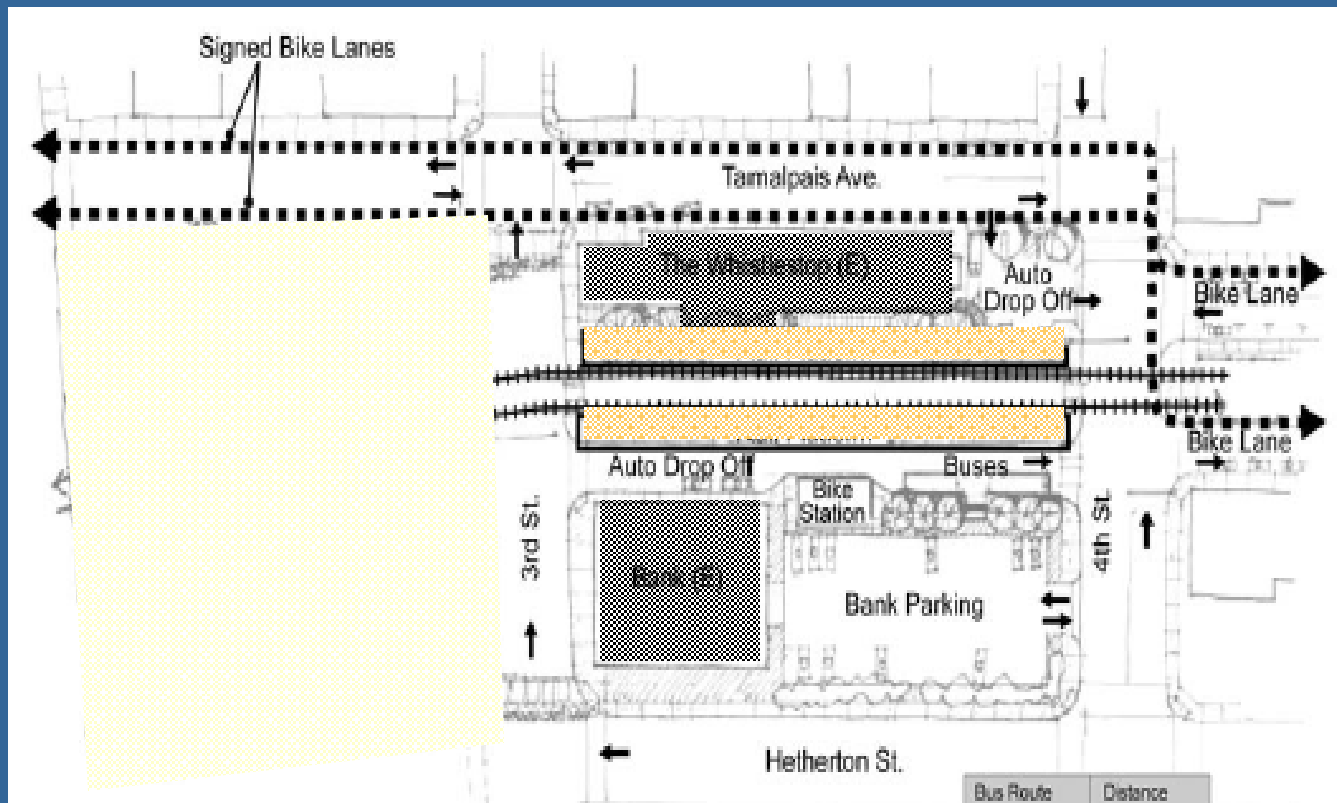 Signed Bike Lanes
Tamalpais Ave.
The Whistlestop (E)
Auto
Drop Off
Bike Lane
Bike Lane
Auto Drop Off
Buses
Bike
Station
3rd St.
4th St.
Bank (E)
Bank Parking
Hetherton St.
Bus Route
Distance